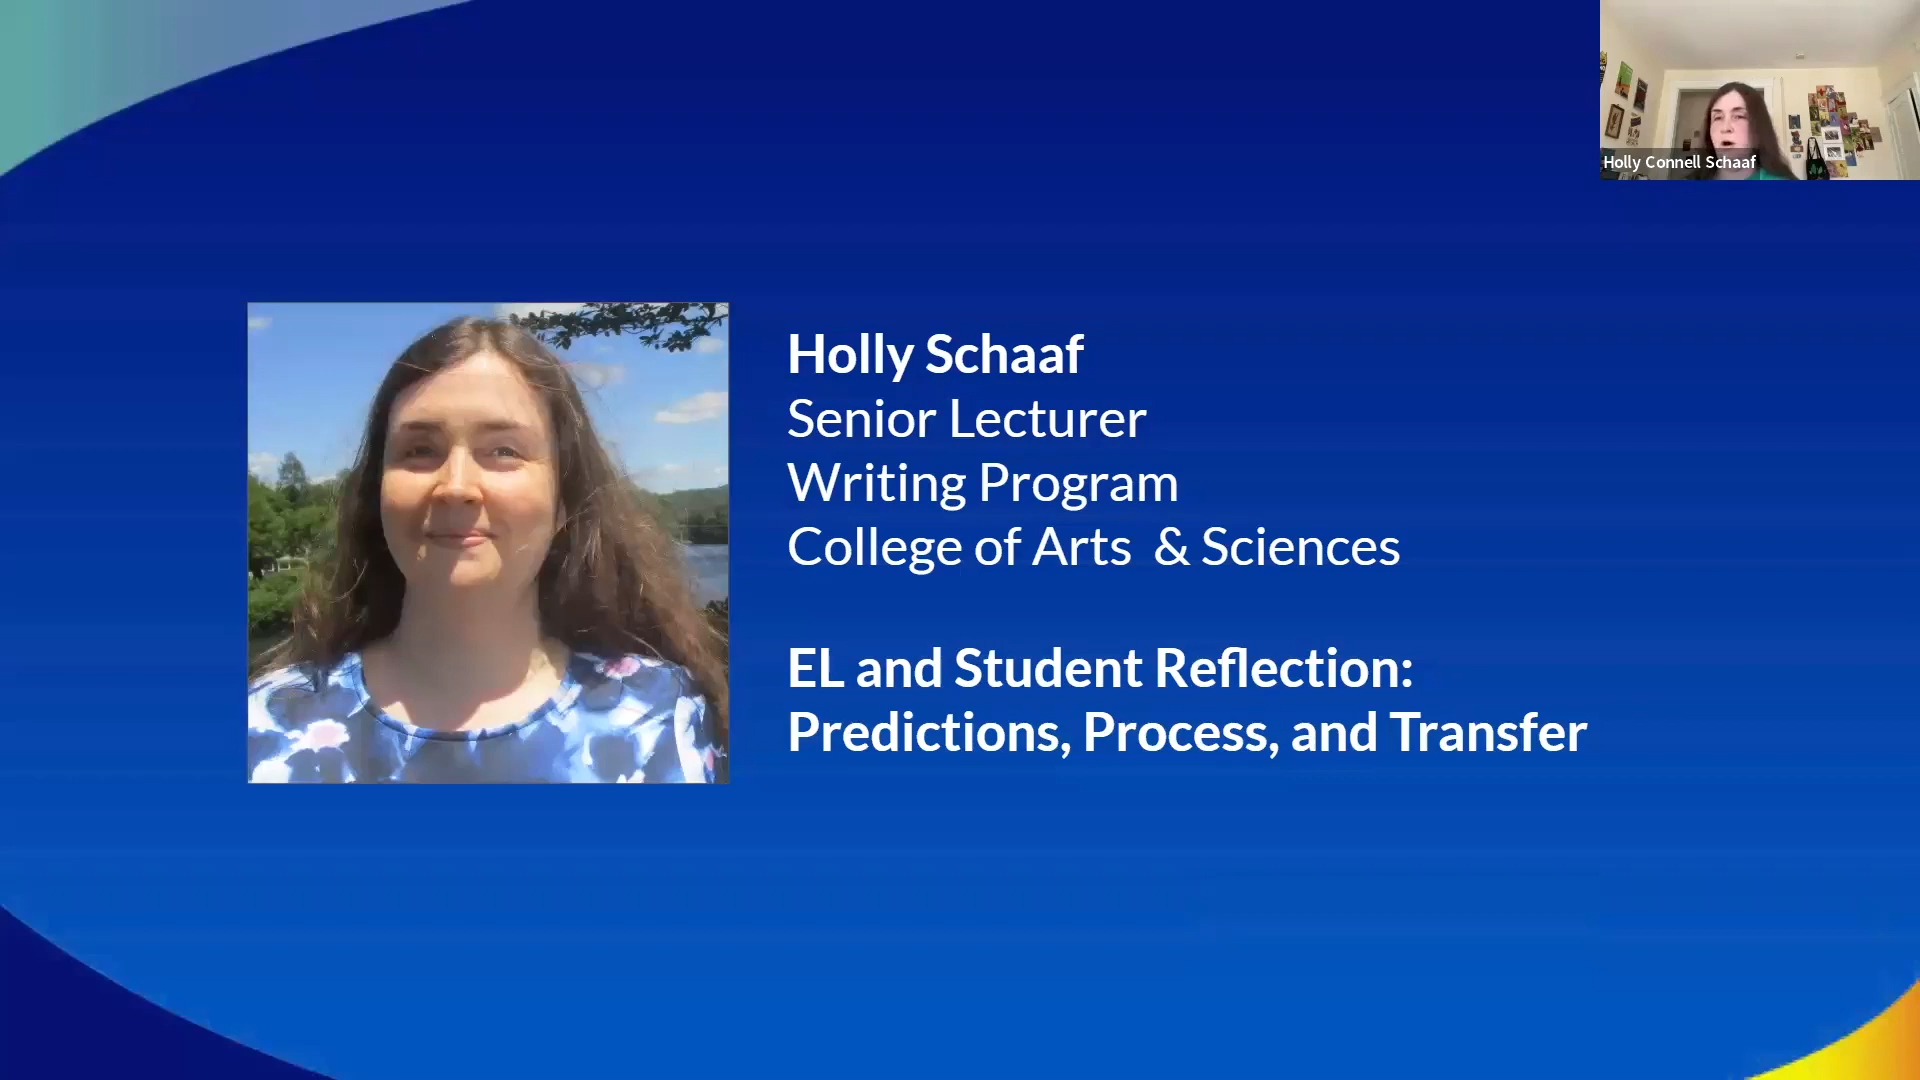 Holly Connell Schaaf
Holly Schaaf
Senior Lecturer
Writing Program
College of Arts & Sciences
EL and Student Reflection:
Predictions, Process, and Transfer